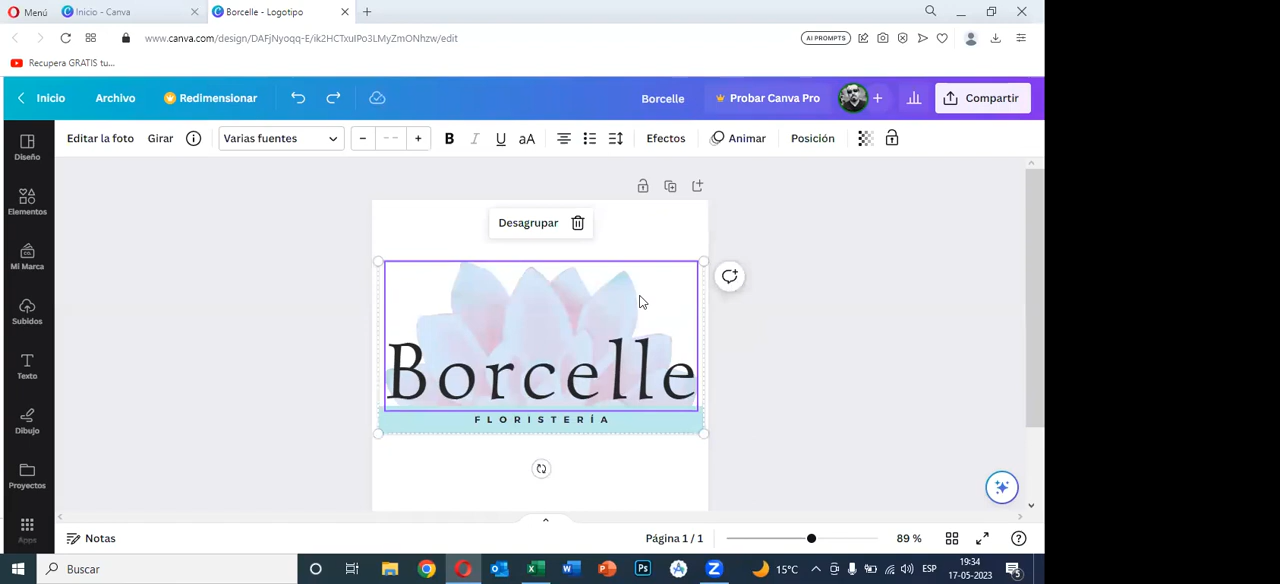 Menú
Inicio - Canva
Borcelle - Logotipo
www.canva.com/design/DAFjNyoqq-E/ik2HCTxuIPo3LMyZmONhzw/edit
AI PROMPTS
Recupera GRATIS tu...
Inicio
Archivo
Redimensionar
Borcelle
Probar Canva Pro
Compartir
Editar la foto
Girar
Varias fuentes
B I U aA
Efectos
Animar
Posición
Diseño
Elementos
Mi Marca
Subidos
Texto
Dibujo
Proyectos
Apps
Desagrupar
Borcelle
FLORISTERÍA
Notas
Página 1 / 1
89 %
Buscar
15°C
ESP
19:34
17-05-2023
5